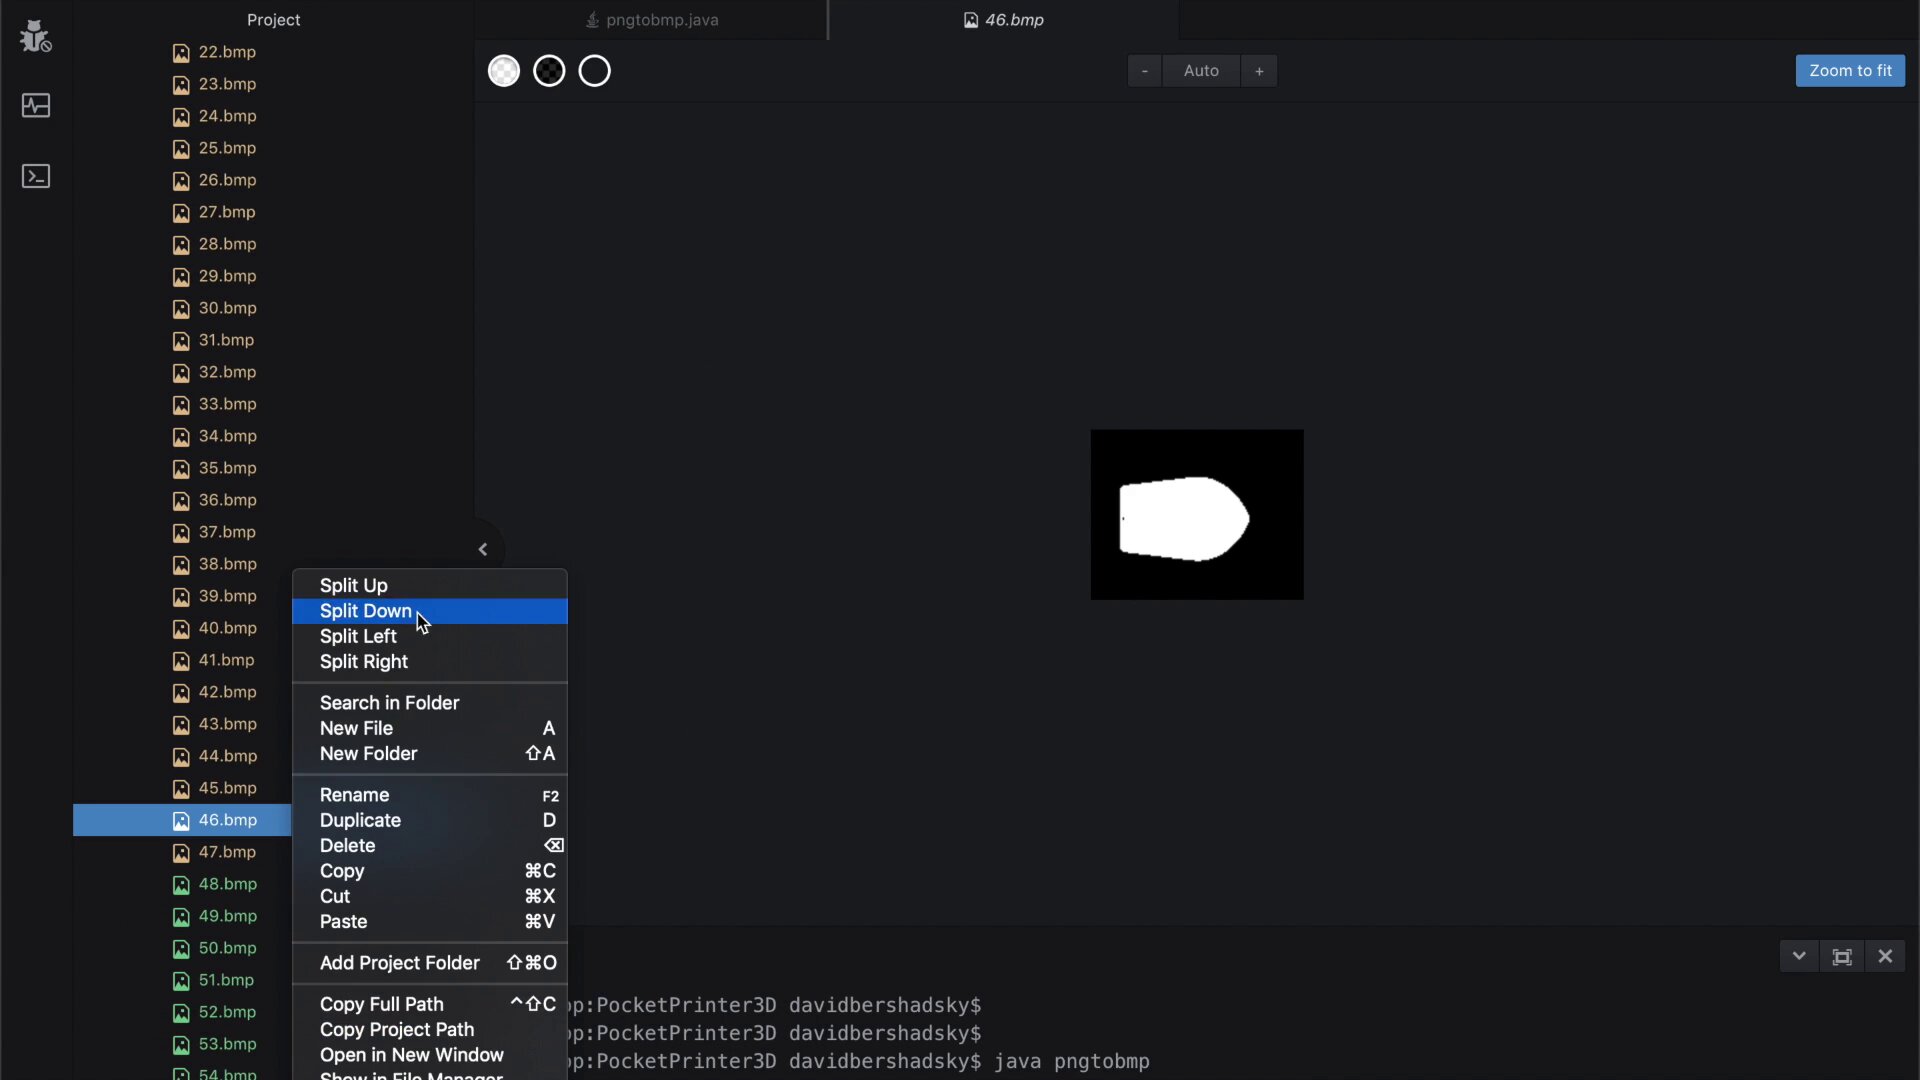 Project
22.bmp
23.bmp
24.bmp
25.bmp
26.bmp
27.bmp
28.bmp
29.bmp
30.bmp
31.bmp
32.bmp
33.bmp
34.bmp
35.bmp
36.bmp
37.bmp
38.bmp
39.bmp
40.bmp
41.bmp
42.bmp
43.bmp
44.bmp
45.bmp
46.bmp
47.bmp
48.bmp
49.bmp
50.bmp
51.bmp
52.bmp
53.bmp
54.bmp
pngtobmp.java
46.bmp
- Auto +
Zoom to fit
Split Up
Split Down
Split Left
Split Right
Search in Folder
New File A
New Folder ⇧A
Rename F2
Duplicate D
Delete ⌫
Copy ⌘C
Cut ⌘X
Paste ⌘V
Add Project Folder ⇧⌘O
Copy Full Path ^⇧C
Copy Project Path
Open in New Window
Show in File Manager
op:PocketPrinter3D davidbershadsky$
op:PocketPrinter3D davidbershadsky$
op:PocketPrinter3D davidbershadsky$ java pngtobmp